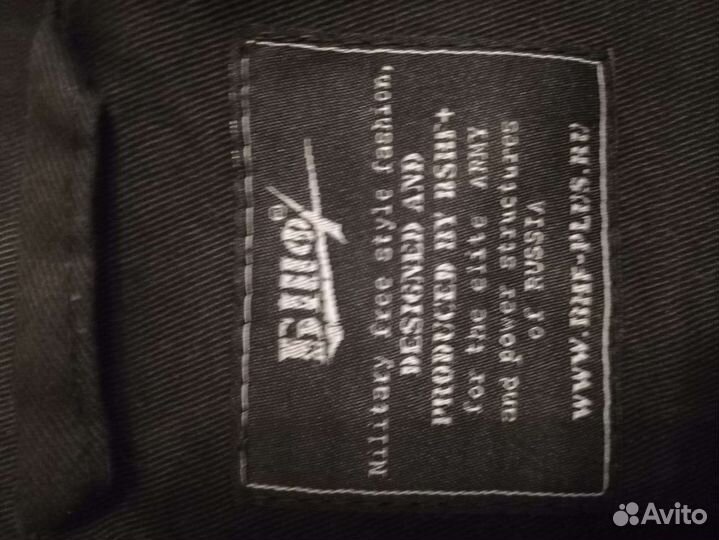 БШФ®
Military free style fashion,
DESIGNED AND
PRODUCED BY BSHF+
for the elite ARMY
and power structures
of RUSSIA
WWW.BHF-PLUS.RU
Avito